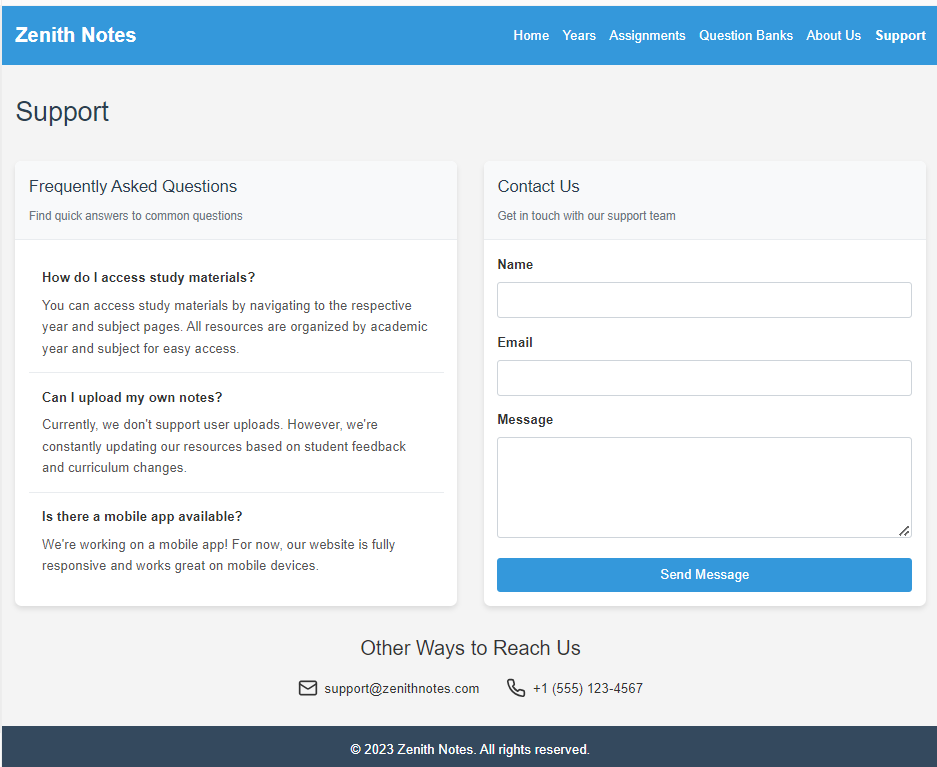 Zenith Notes
Home Years Assignments Question Banks About Us Support
Support
Frequently Asked Questions
Find quick answers to common questions
How do I access study materials?
You can access study materials by navigating to the respective
year and subject pages. All resources are organized by academic
year and subject for easy access.
Can I upload my own notes?
Currently, we don't support user uploads. However, we're
constantly updating our resources based on student feedback
and curriculum changes.
Is there a mobile app available?
We're working on a mobile app! For now, our website is fully
responsive and works great on mobile devices.
Contact Us
Get in touch with our support team
Name
Email
Message
Send Message
Other Ways to Reach Us
support@zenithnotes.com +1 (555) 123-4567
© 2023 Zenith Notes. All rights reserved.